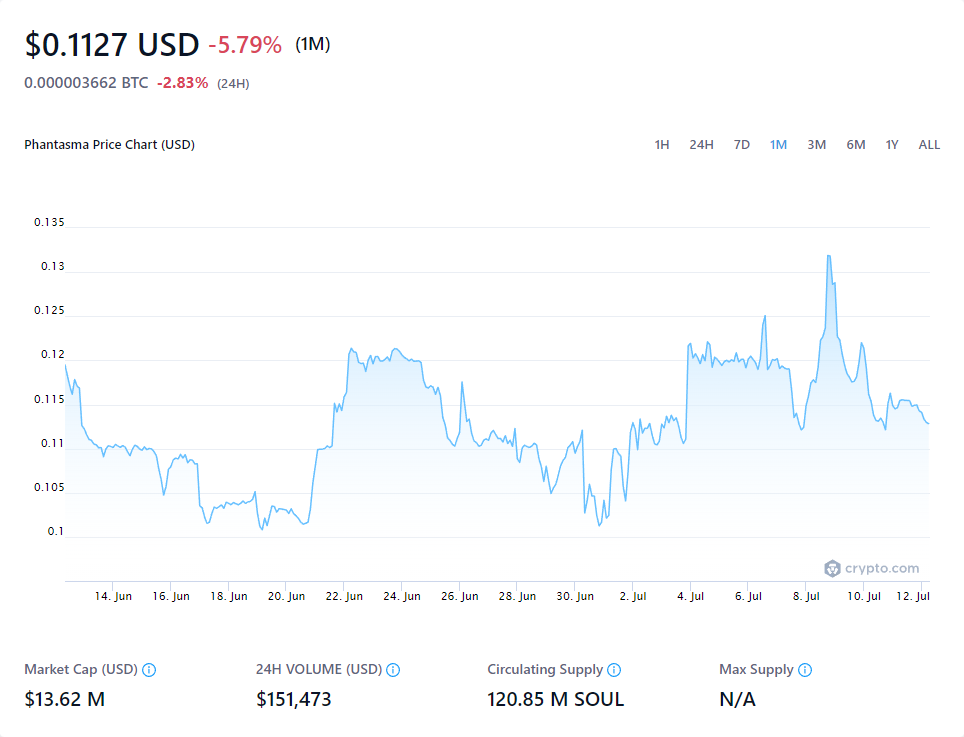 $0.1127 USD -5.79% (1M)
0.000003662 BTC -2.83% (24H)
Phantasma Price Chart (USD) 1H 24H 7D 1M 3M 6M 1Y ALL
0.135
0.13
0.125
0.12
0.115
0.11
0.105
0.1
crypto.com
14. Jun 16. Jun 18. Jun 20. Jun 22. Jun 24. Jun 26. Jun 28. Jun 30. Jun 2. Jul 4. Jul 6. Jul 8. Jul 10. Jul 12. Jul
Market Cap (USD) 24H VOLUME (USD) Circulating Supply Max Supply
$13.62 M $151,473 120.85 M SOUL N/A